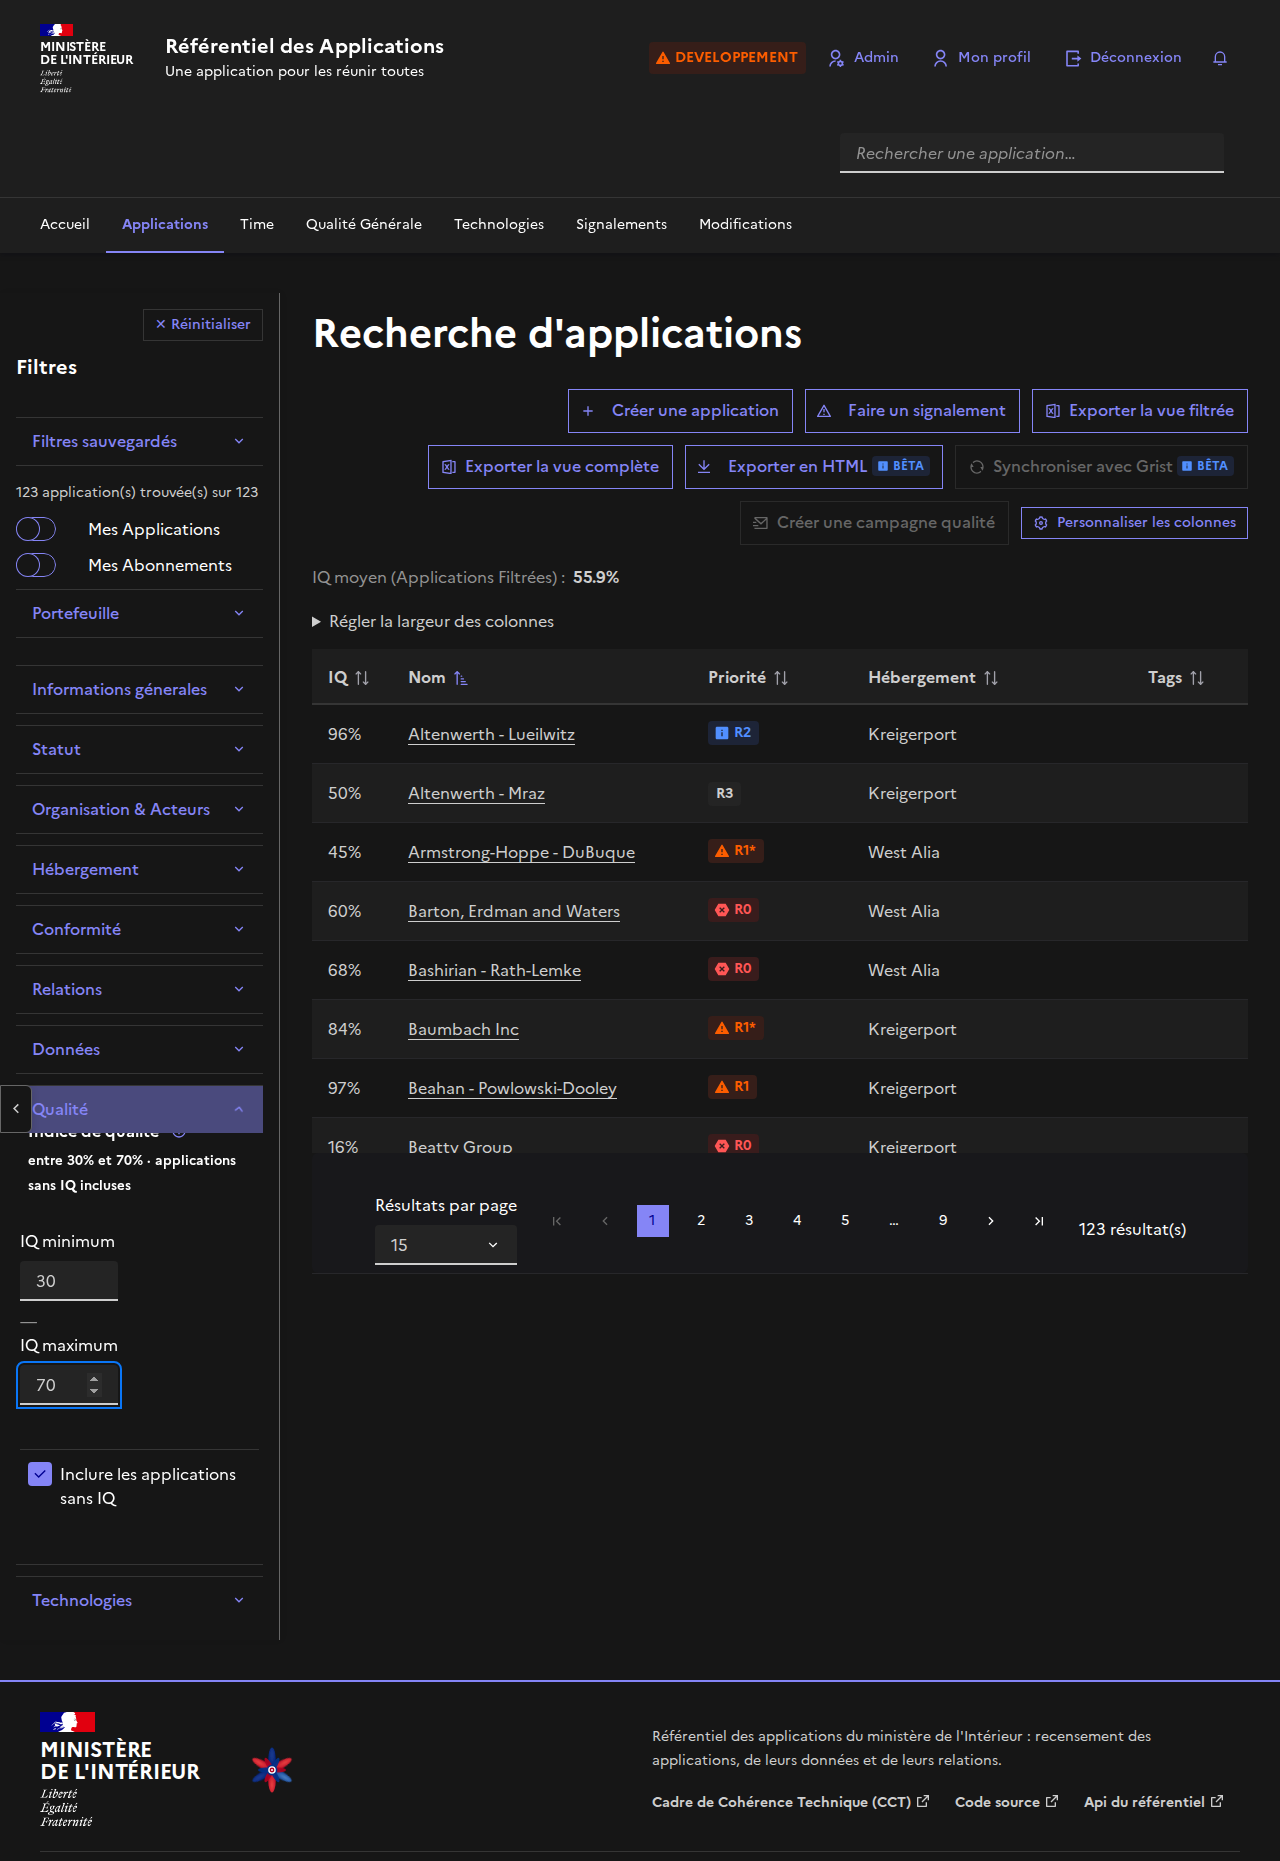 MINISTÈRE
DE L'INTÉRIEUR
Liberté
Égalité
Fraternité
Référentiel des Applications
Une application pour les réunir toutes
DEVELOPPEMENT
Admin
Mon profil
Déconnexion
Rechercher une application...
Accueil
Applications
Time
Qualité Générale
Technologies
Signalements
Modifications
Réinitialiser
Filtres
Filtres sauvegardés
123 application(s) trouvée(s) sur 123
Mes Applications
Mes Abonnements
Portefeuille
Informations génerales
Statut
Organisation & Acteurs
Hébergement
Conformité
Relations
Données
Qualité
Indice de qualité
entre 30% et 70% · applications
sans IQ incluses
IQ minimum
30
—
IQ maximum
70
Inclure les applications
sans IQ
Technologies
Recherche d'applications
Créer une application
Faire un signalement
Exporter la vue filtrée
Exporter la vue complète
Exporter en HTML BÊTA
Synchroniser avec Grist BÊTA
Créer une campagne qualité
Personnaliser les colonnes
IQ moyen (Applications Filtrées) : 55.9%
Régler la largeur des colonnes
IQ Nom Priorité Hébergement Tags
96% Altenwerth - Lueilwitz R2 Kreigerport
50% Altenwerth - Mraz R3 Kreigerport
45% Armstrong-Hoppe - DuBuque R1* West Alia
60% Barton, Erdman and Waters R0 West Alia
68% Bashirian - Rath-Lemke R0 West Alia
84% Baumbach Inc R1* Kreigerport
97% Beahan - Powlowski-Dooley R1 Kreigerport
16% Beatty Group R0 Kreigerport
Résultats par page
15
1 2 3 4 5 … 9
123 résultat(s)
MINISTÈRE
DE L'INTÉRIEUR
Liberté
Égalité
Fraternité
Référentiel des applications du ministère de l'Intérieur : recensement des
applications, de leurs données et de leurs relations.
Cadre de Cohérence Technique (CCT)
Code source
Api du référentiel